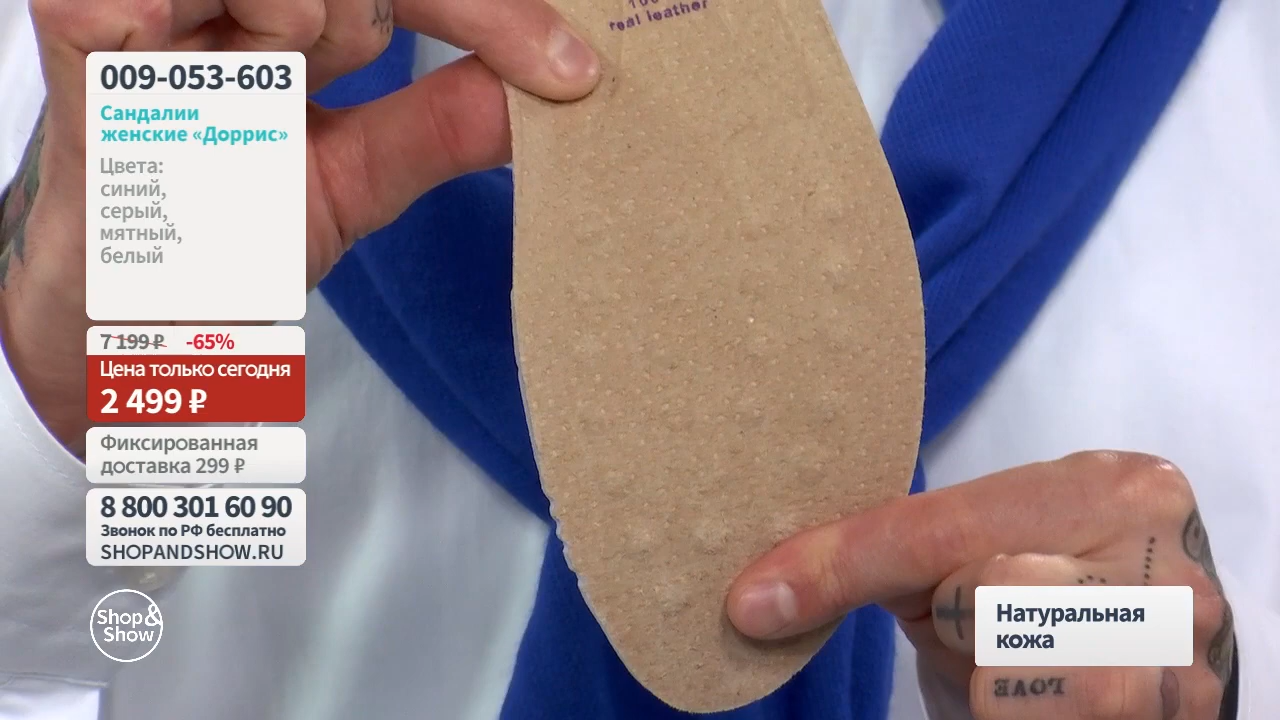 real leather
009-053-603
Сандалии
женские «Доррис»
Цвета:
синий,
серый,
мятный,
белый
7 199 ₽ -65%
Цена только сегодня
2 499 ₽
Фиксированная
доставка 299 ₽
8 800 301 60 90
Звонок по РФ бесплатно
SHOPANDSHOW.RU
Shop&
Show
Натуральная
кожа